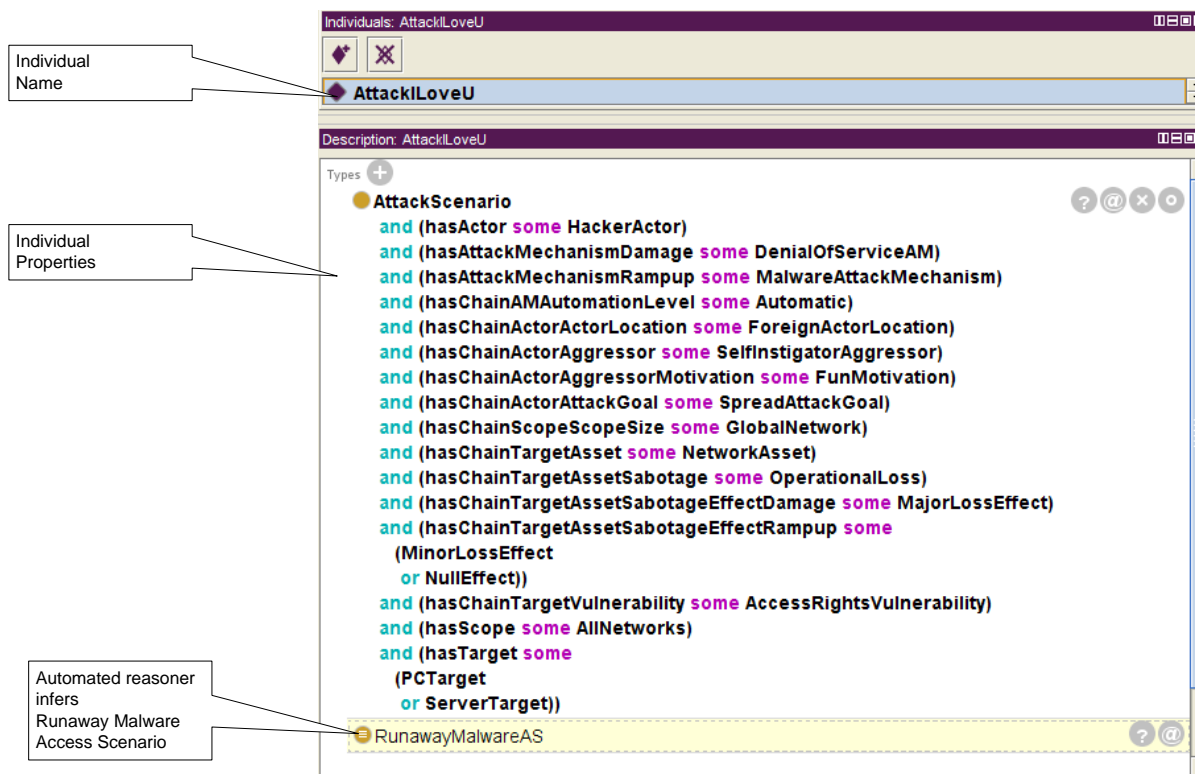 Individuals: AttackILoveU
Individual
Name
AttackILoveU
Description: AttackILoveU
Types
AttackScenario
and (hasActor some HackerActor)
and (hasAttackMechanismDamage some DenialOfServiceAM)
Individual
Properties
and (hasAttackMechanismRampup some MalwareAttackMechanism)
and (hasChainAMAutomationLevel some Automatic)
and (hasChainActorActorLocation some ForeignActorLocation)
and (hasChainActorAggressor some SelfInstigatorAggressor)
and (hasChainActorAggressorMotivation some FunMotivation)
and (hasChainActorAttackGoal some SpreadAttackGoal)
and (hasChainScopeScopeSize some GlobalNetwork)
and (hasChainTargetAsset some NetworkAsset)
and (hasChainTargetAssetSabotage some OperationalLoss)
and (hasChainTargetAssetSabotageEffectDamage some MajorLossEffect)
and (hasChainTargetAssetSabotageEffectRampup some
(MinorLossEffect
or NullEffect))
and (hasChainTargetVulnerability some AccessRightsVulnerability)
and (hasScope some AllNetworks)
and (hasTarget some
(PCTarget
or ServerTarget))
Automated reasoner
infers
Runaway Malware
Access Scenario
RunawayMalwareAS